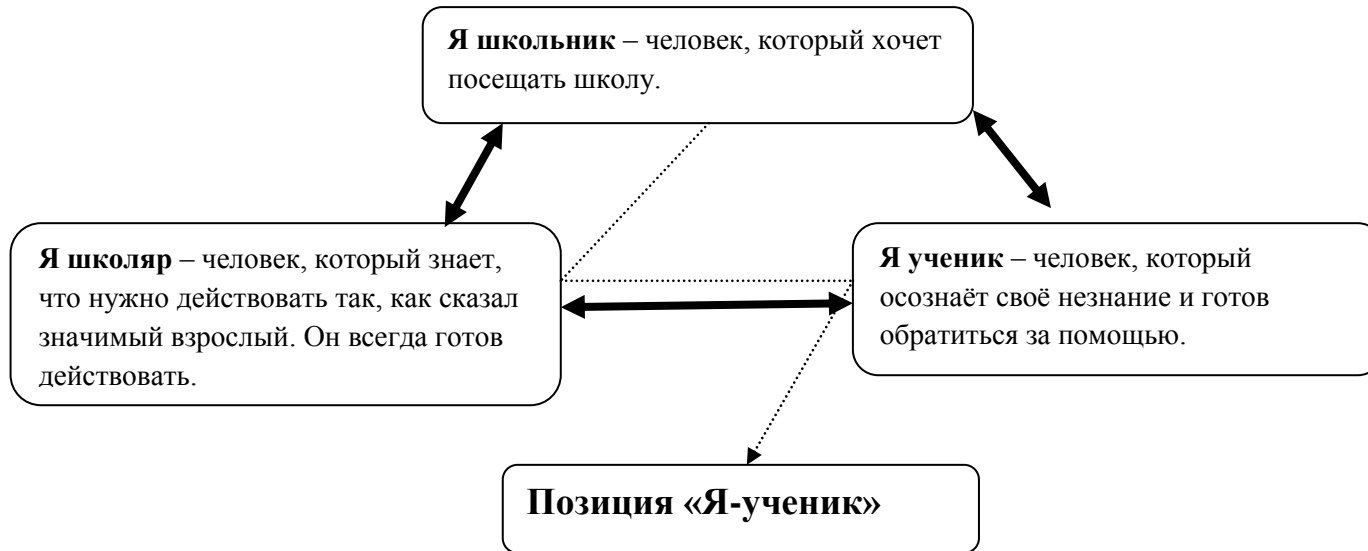 Я школьник – человек, который хочет
посещать школу.
Я школяр – человек, который знает,
что нужно действовать так, как сказал
значимый взрослый. Он всегда готов
действовать.
Я ученик – человек, который
осознаёт своё незнание и готов
обратиться за помощью.
Позиция «Я-ученик»